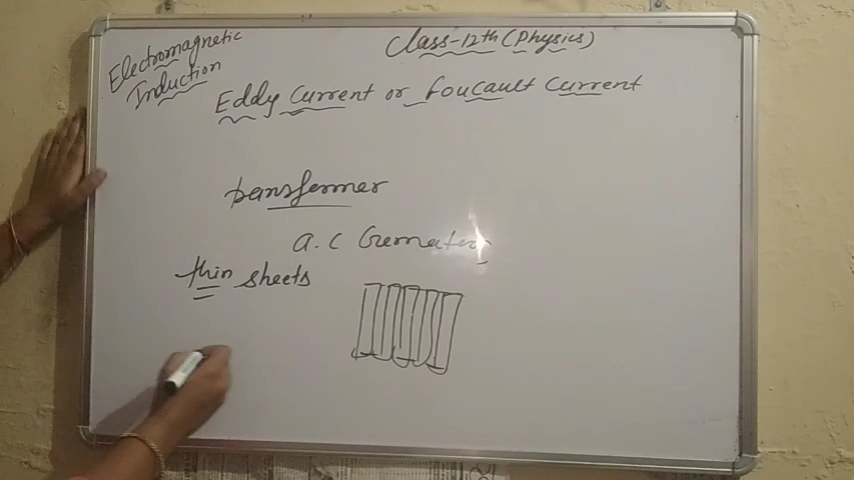 Electromagnetic
Induction
Class-12th (Physics)
Eddy Current or Foucault Current
transformer
a.c Generator
thin sheets